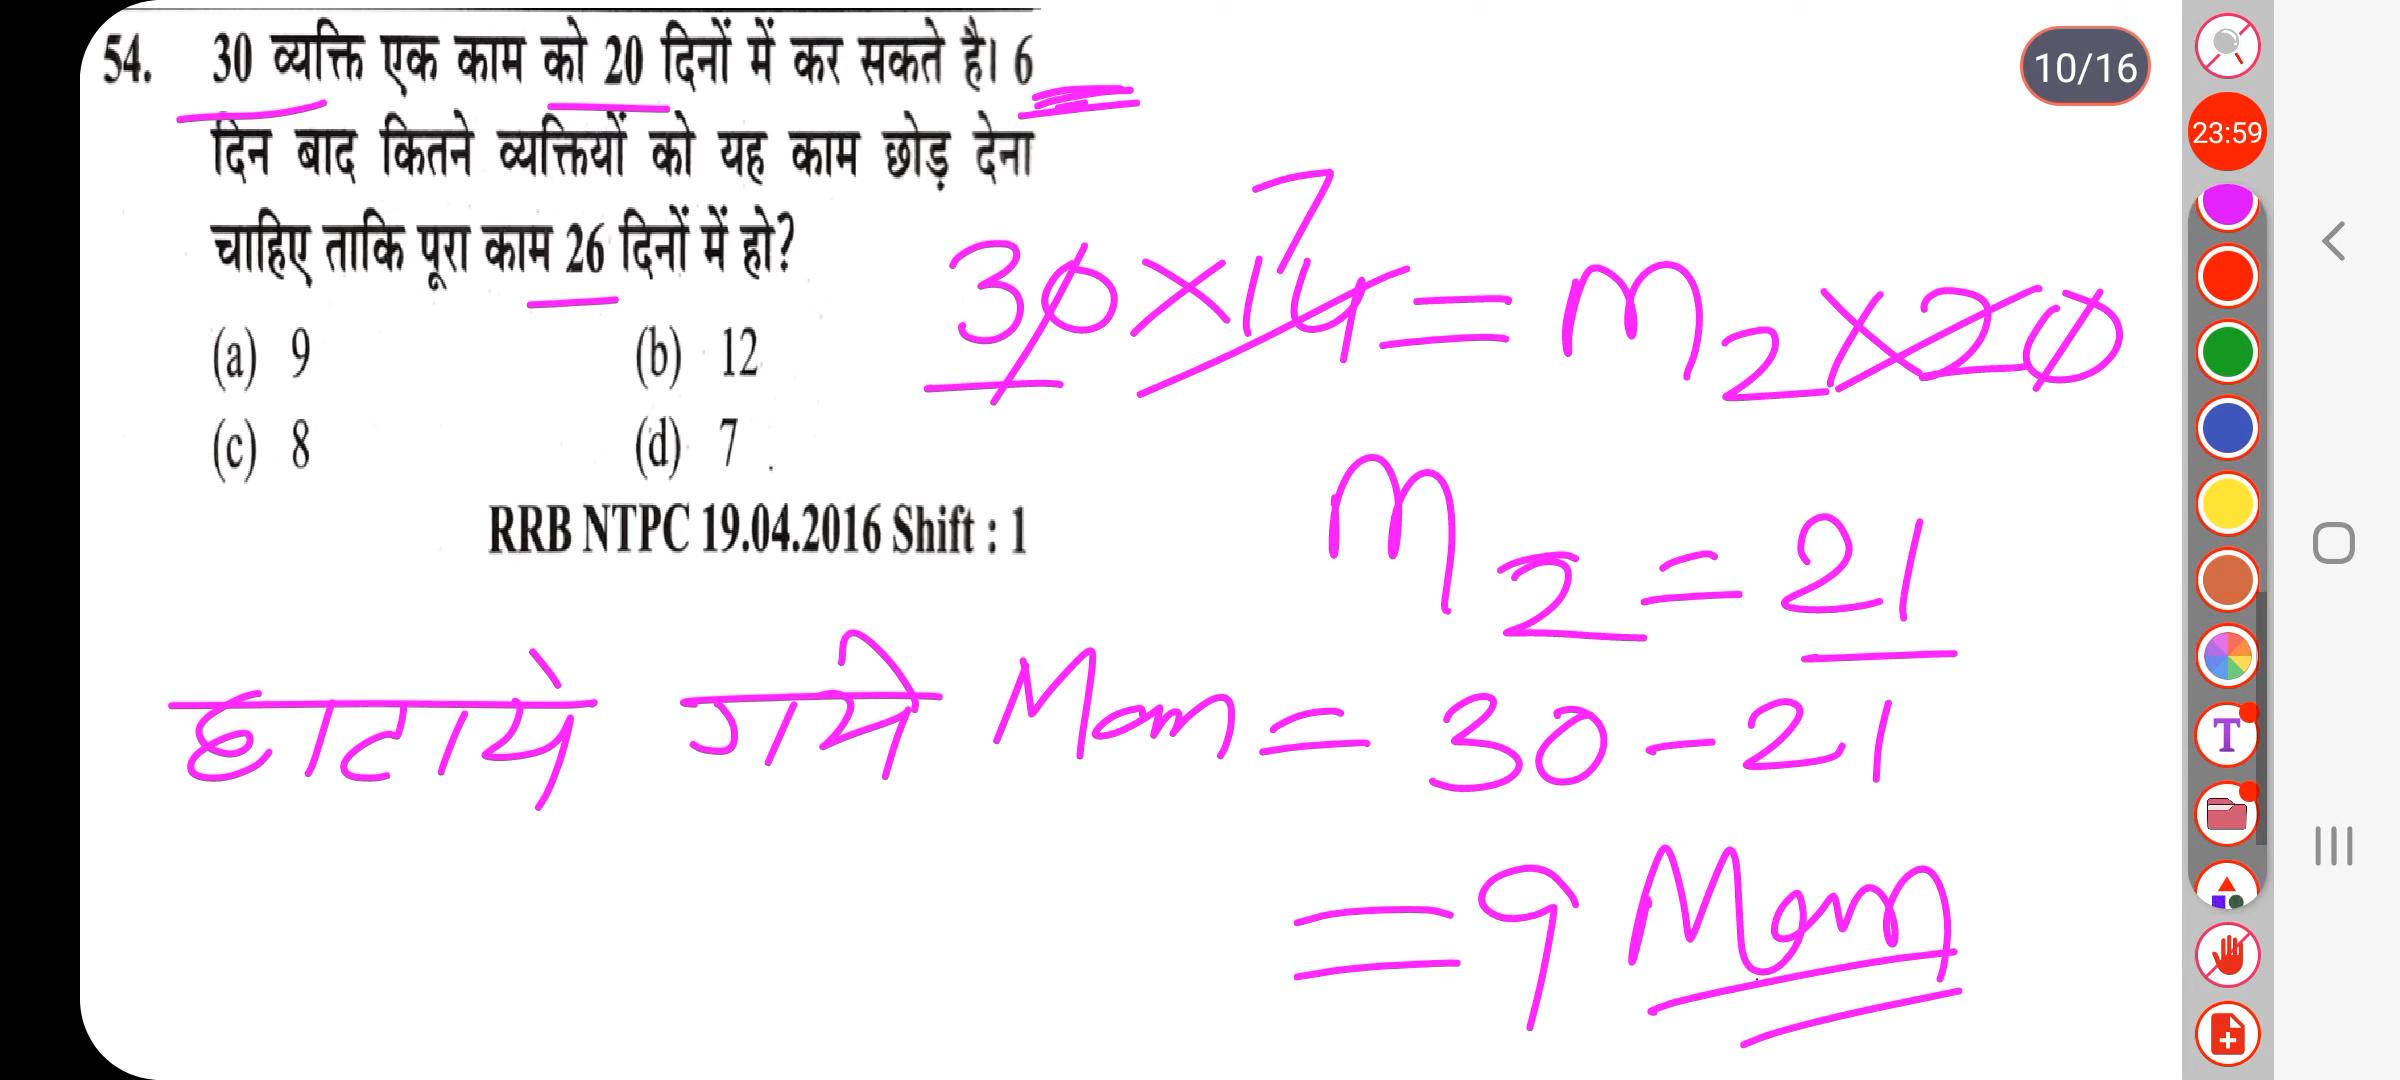 54. 30 व्यक्ति एक काम को 20 दिनों में कर सकते है। 6
दिन बाद कितने व्यक्तियों को यह काम छोड़ देना
चाहिए ताकि पूरा काम 26 दिनों में हो?
(a) 9 (b) 12
(c) 8 (d) 7
RRB NTPC 19.04.2016 Shift : 1
10/16
23:59
7
30×14=m2×20
m2=21
हाटाये गये Man=30-21
=9 Man
T